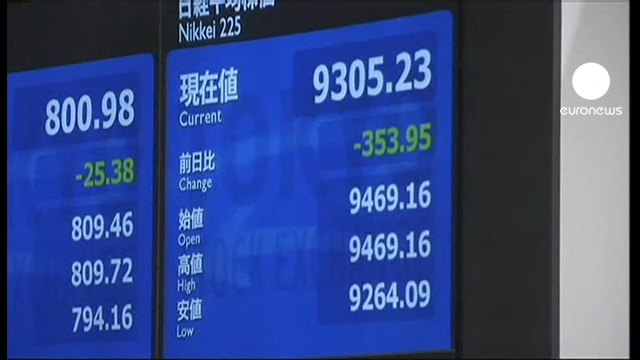 日経平均株価
Nikkei 225
800.98
-25.38
809.46
809.72
794.16
現在値 9305.23
Current
前日比 -353.95
Change
始値 9469.16
Open
高値 9469.16
High
安値 9264.09
Low
euronews